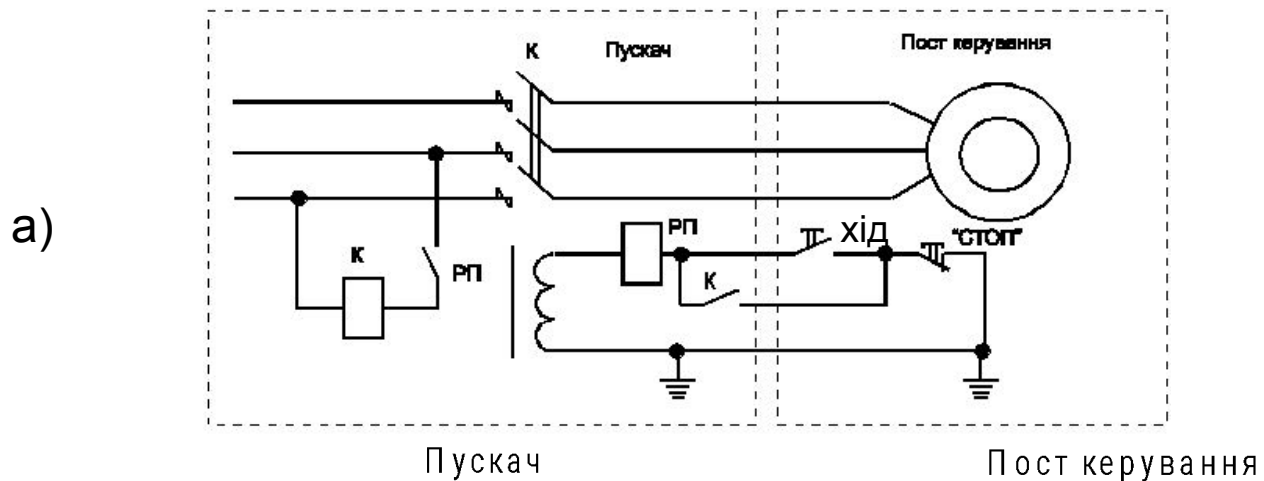 К Пускач Пост керування
а)
РП хід "СТОП"
К РП
К
Пускач Пост керування